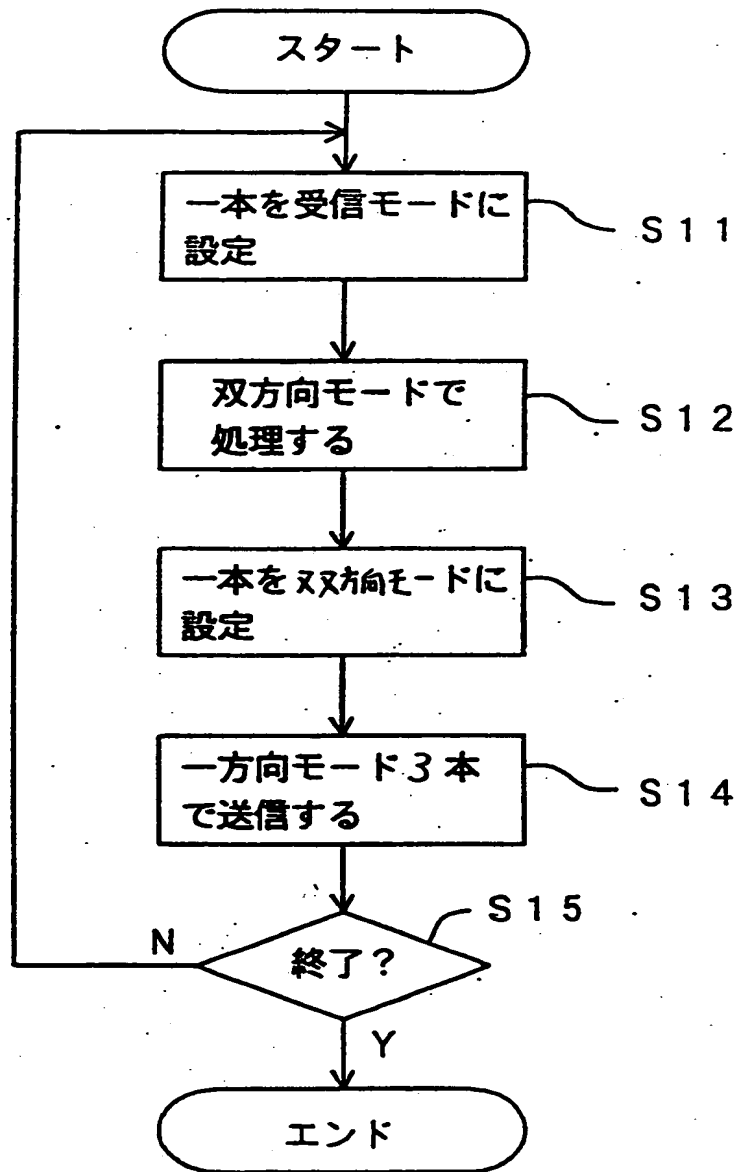 スタート
一本を受信モードに
設定
S11
双方向モードで
処理する
S12
一本を双方向モードに
設定
S13
一方向モード3本
で送信する
S14
S15
N
終了?
Y
エンド